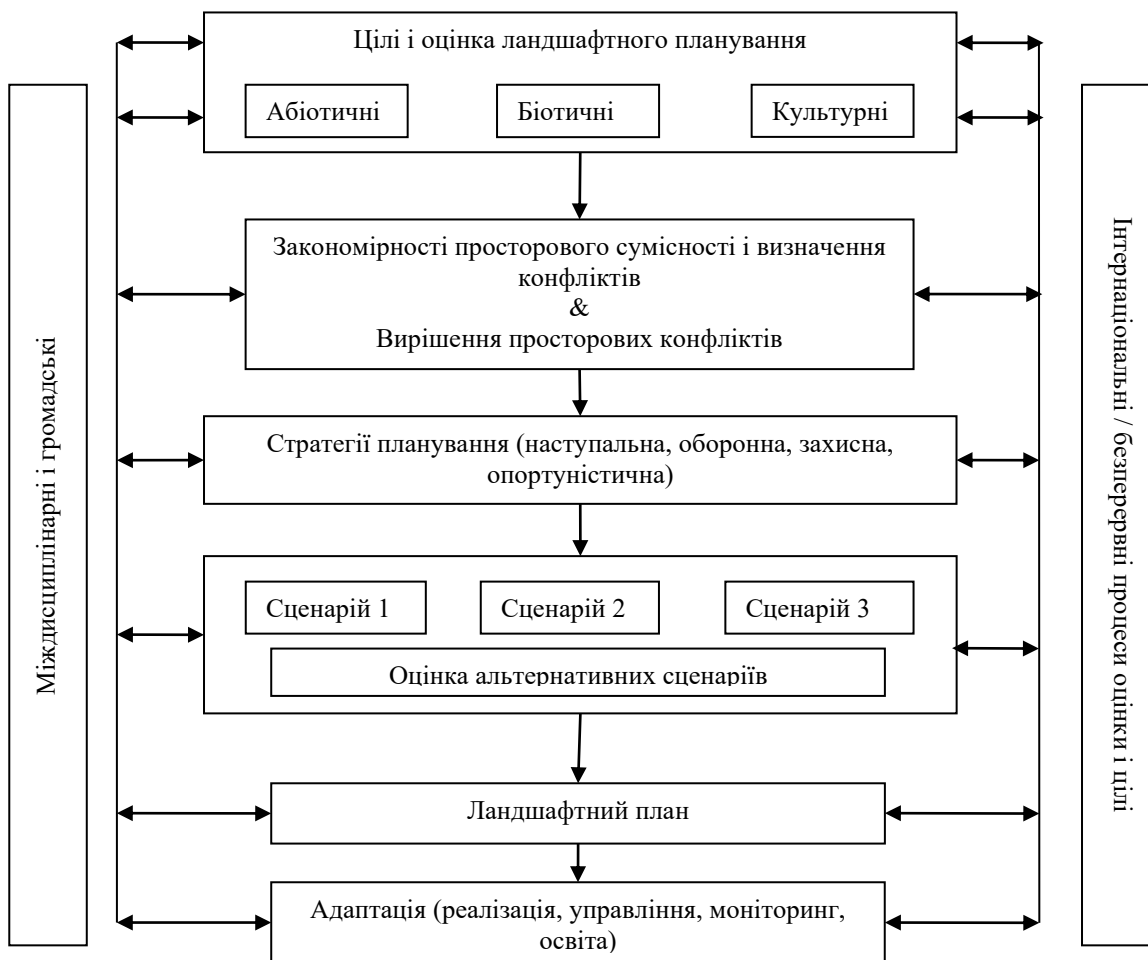 Цілі і оцінка ландшафтного планування
Абіотичні
Біотичні
Культурні
Закономірності просторового сумісності і визначення
конфліктів
&
Вирішення просторових конфліктів
Стратегії планування (наступальна, оборонна, захисна,
опортуністична)
Сценарій 1
Сценарій 2
Сценарій 3
Оцінка альтернативних сценаріїв
Ландшафтний план
Адаптація (реалізація, управління, моніторинг,
освіта)
Міждисциплінарні і громадські
Інтернаціональні / безперервні процеси оцінки і цілі